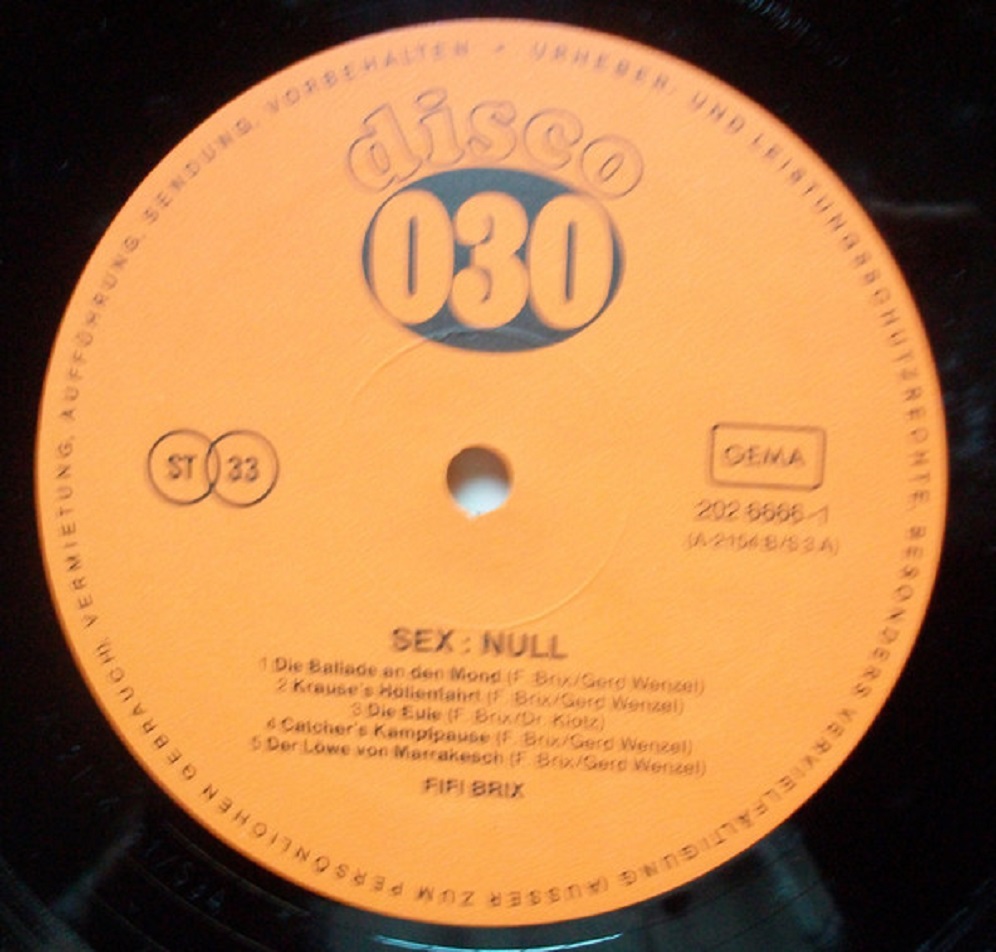 URHEBER- UND LEISTUNGSSCHUTZRECHTE, BESONDERS VERVIELFÄLTIGUNG (AUSSER ZUM PERSÖNLICHEN GEBRAUCH), VERMIETUNG, AUFFÜHRUNG, SENDUNG, VORBEHALTEN •
disco
030
ST 33
GEMA
202 6666-1
SEX : NULL
1 Die Ballade an den Mond (F. Brix/Gerd Wenzel)
2 Krause's Höllenfahrt (F. Brix/Gerd Wenzel)
3 Die Eule (F. Brix/Dr. Klotz)
4 Catcher's Kampfpause (F. Brix/Gerd Wenzel)
5 Der Löwe von Marrakesch (F. Brix/Gerd Wenzel)
FIFI BRIX